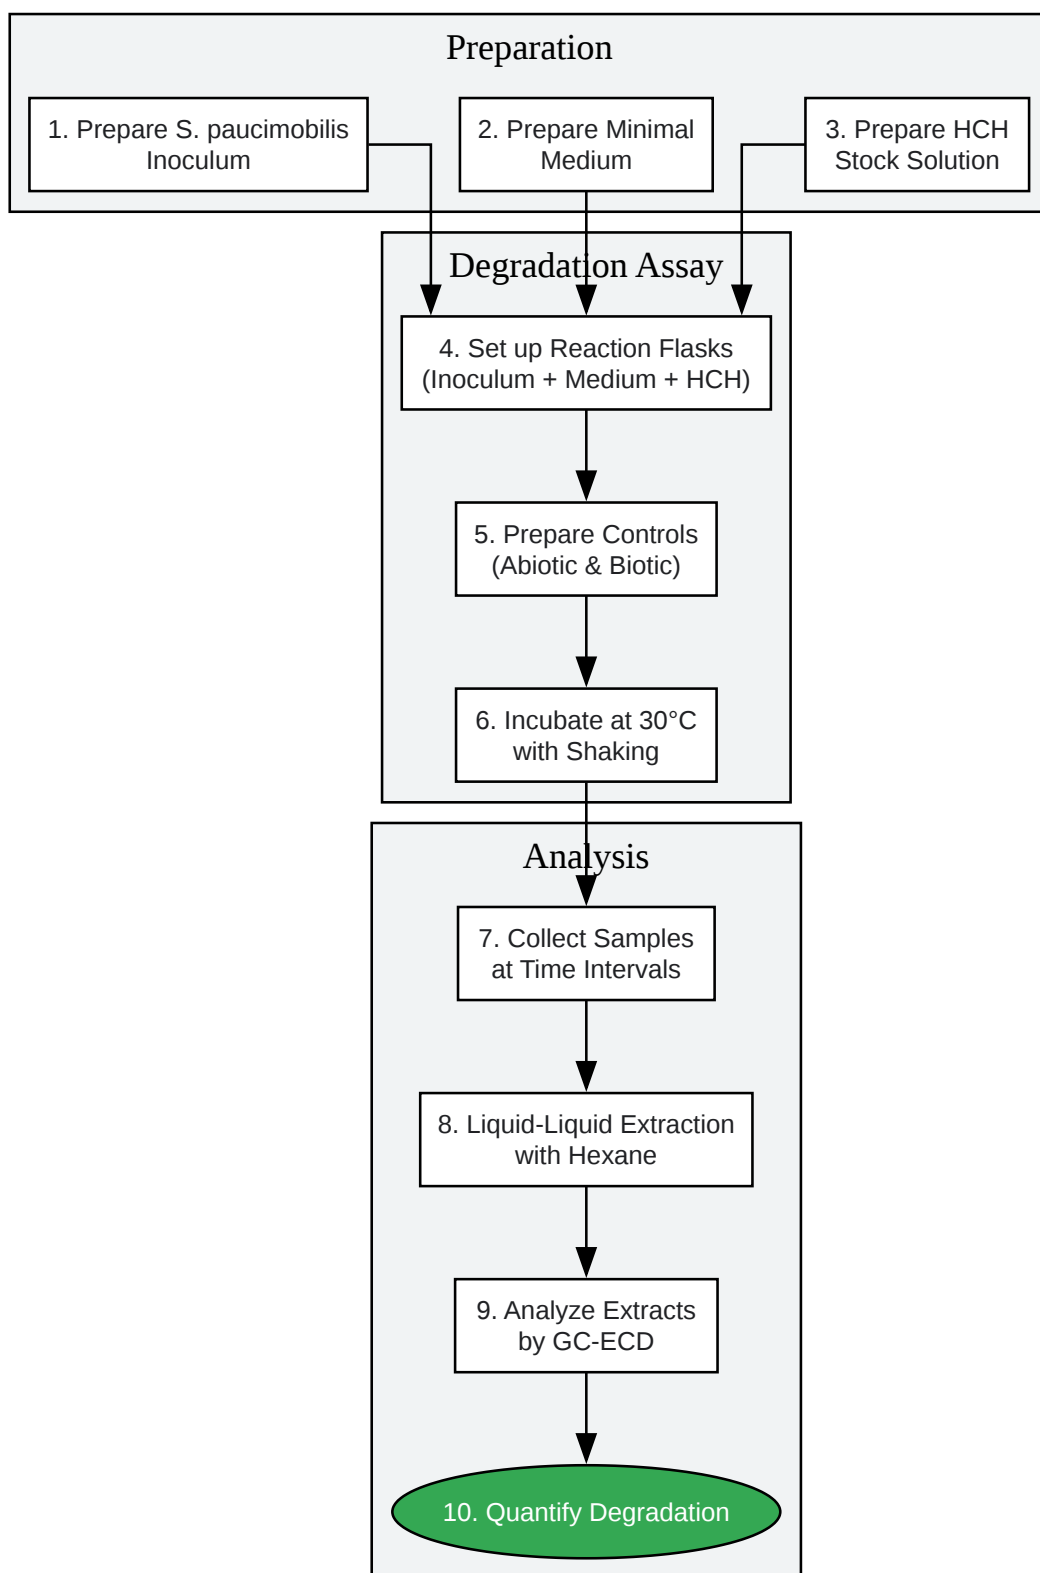 Preparation
1. Prepare S. paucimobilis
Inoculum
2. Prepare Minimal
Medium
3. Prepare HCH
Stock Solution
Degradation Assay
4. Set up Reaction Flasks
(Inoculum + Medium + HCH)
5. Prepare Controls
(Abiotic & Biotic)
6. Incubate at 30°C
with Shaking
Analysis
7. Collect Samples
at Time Intervals
8. Liquid-Liquid Extraction
with Hexane
9. Analyze Extracts
by GC-ECD
10. Quantify Degradation